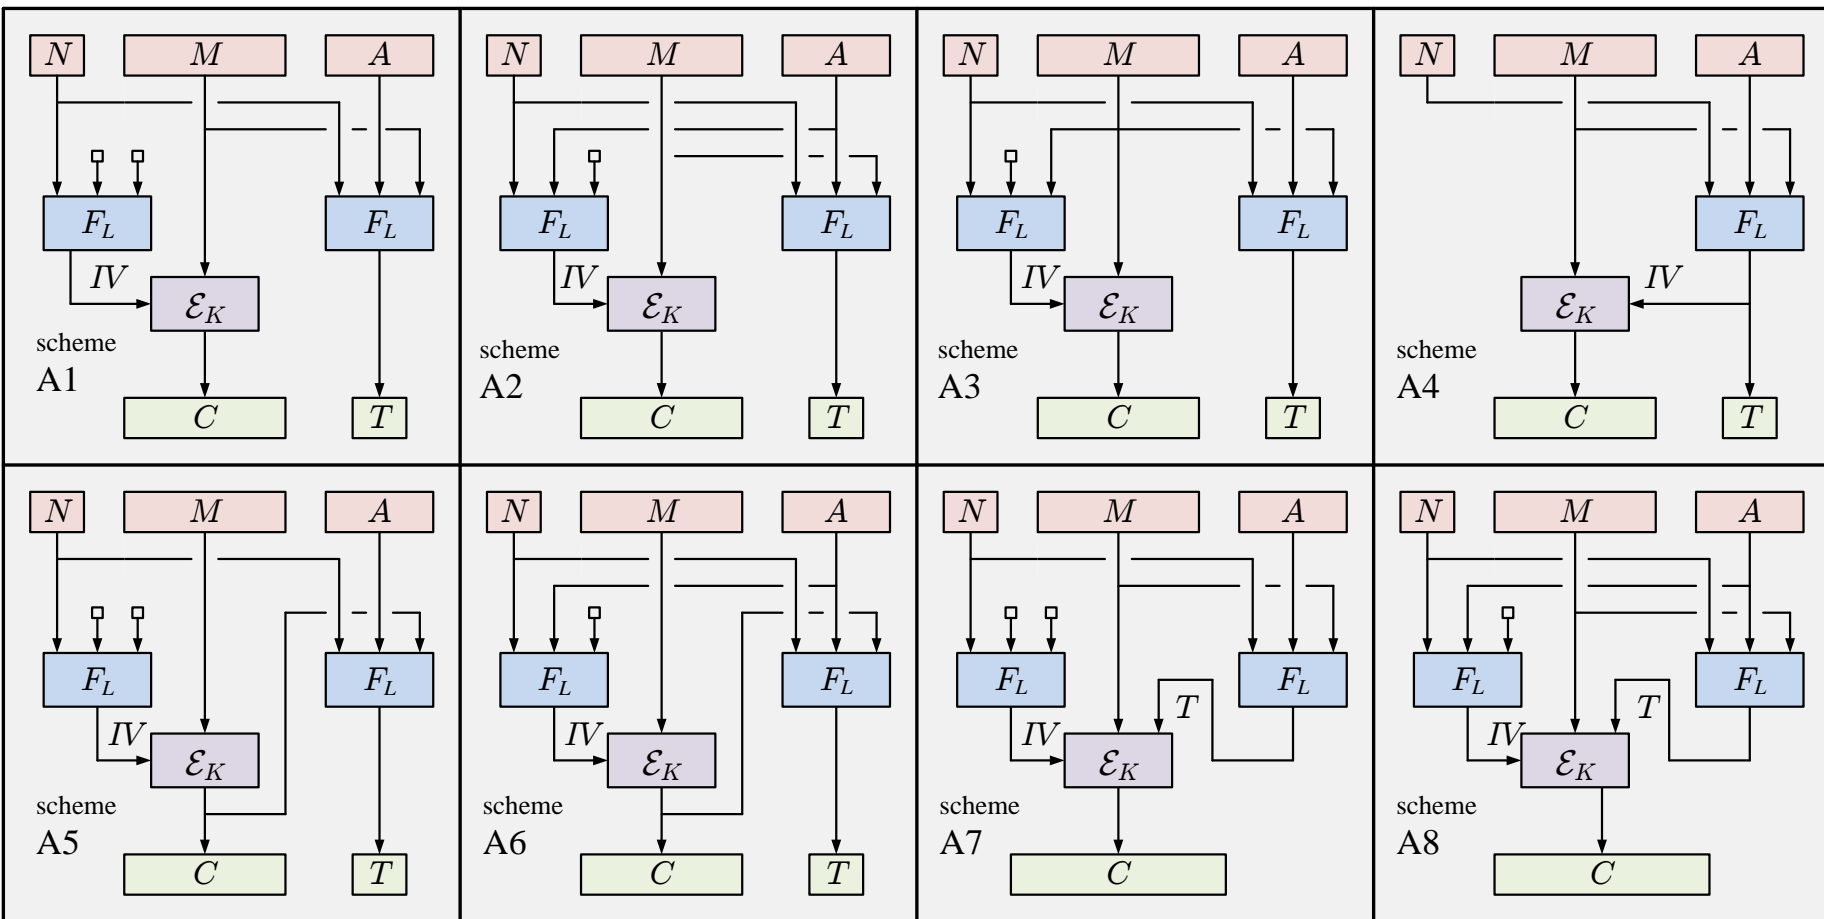 N M A N M A N M A N M A
F_L F_L F_L F_L F_L F_L F_L
IV IV IV IV
ℰ_K ℰ_K ℰ_K ℰ_K
scheme scheme scheme scheme
A1 A2 A3 A4
C T C T C T C T
N M A N M A N M A N M A
F_L F_L F_L F_L F_L F_L F_L F_L
IV IV IV T IV T
ℰ_K ℰ_K ℰ_K ℰ_K
scheme scheme scheme scheme
A5 A6 A7 A8
C T C T C C